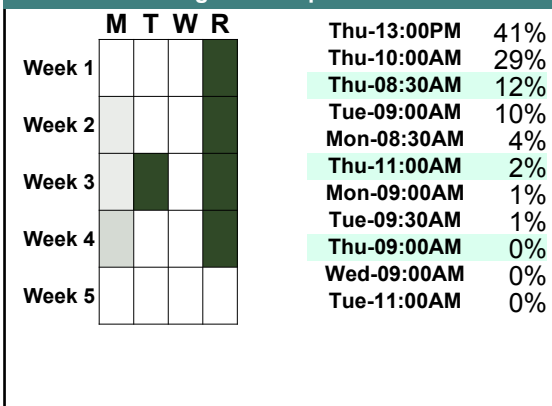 M T W R
Week 1
Week 2
Week 3
Week 4
Week 5
Thu-13:00PM 41%
Thu-10:00AM 29%
Thu-08:30AM 12%
Tue-09:00AM 10%
Mon-08:30AM 4%
Thu-11:00AM 2%
Mon-09:00AM 1%
Tue-09:30AM 1%
Thu-09:00AM 0%
Wed-09:00AM 0%
Tue-11:00AM 0%